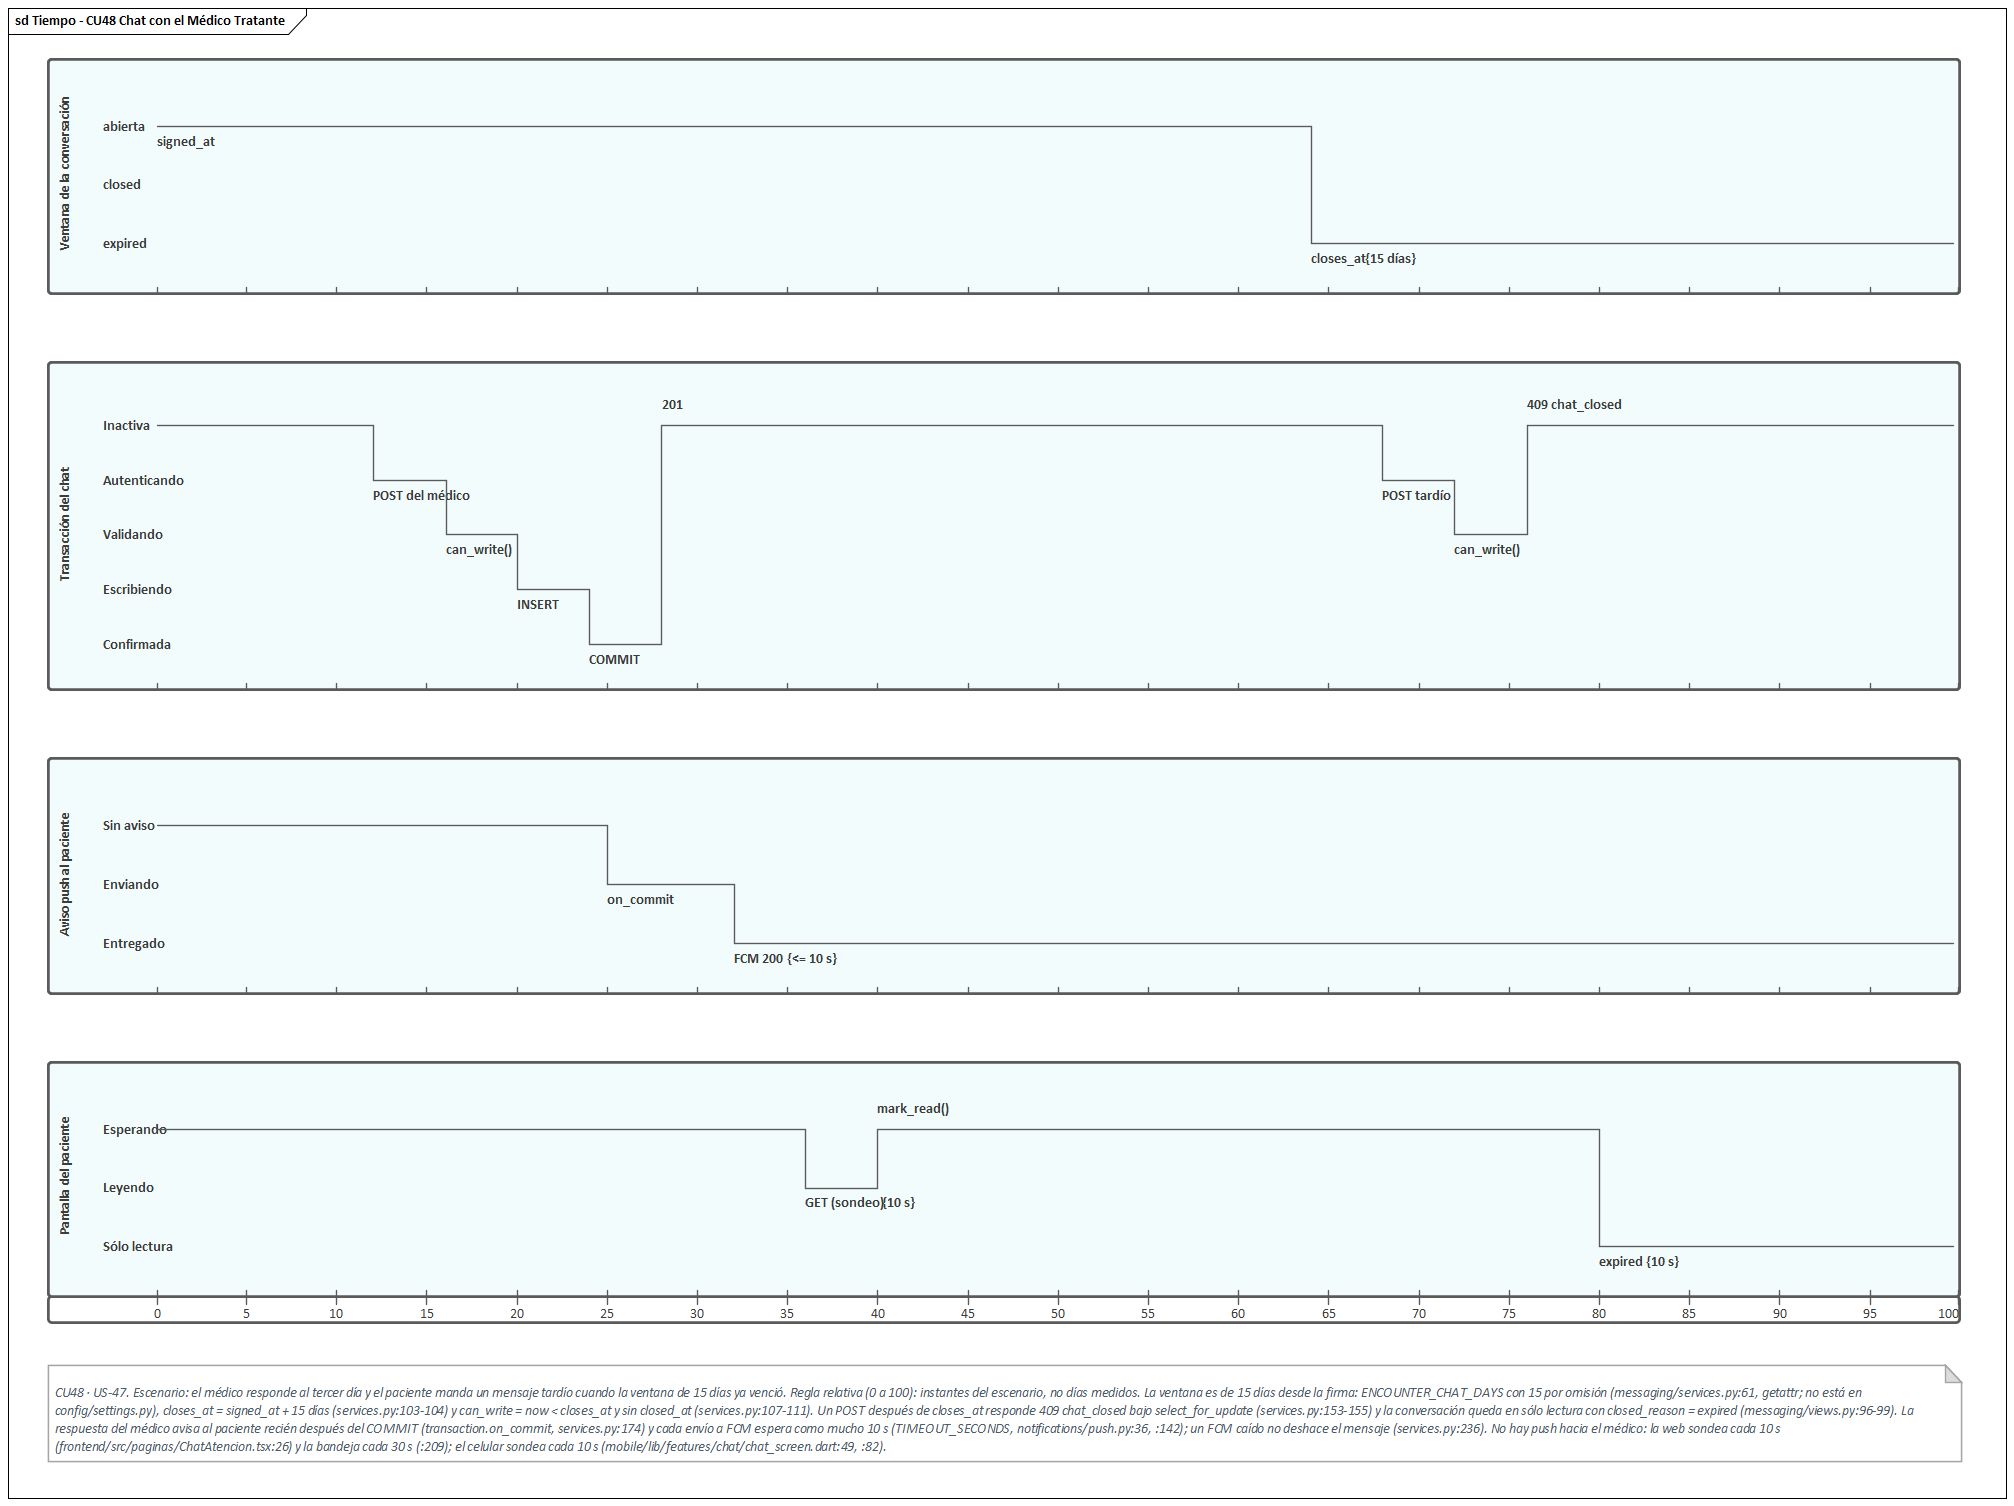 sd Tiempo - CU48 Chat con el Médico Tratante
Ventana de la conversación
abierta
signed_at
closed
expired
closes_at{15 días}
Transacción del chat
201
409 chat_closed
Inactiva
Autenticando
POST del médico
POST tardío
Validando
can_write()
can_write()
Escribiendo
INSERT
Confirmada
COMMIT
Aviso push al paciente
Sin aviso
Enviando
on_commit
Entregado
FCM 200 {<= 10 s}
Pantalla del paciente
mark_read()
Esperando
Leyendo
GET (sondeo){10 s}
Sólo lectura
expired {10 s}
0 5 10 15 20 25 30 35 40 45 50 55 60 65 70 75 80 85 90 95 100
CU48 · US-47. Escenario: el médico responde al tercer día y el paciente manda un mensaje tardío cuando la ventana de 15 días ya venció. Regla relativa (0 a 100): instantes del escenario, no días medidos. La ventana es de 15 días desde la firma: ENCOUNTER_CHAT_DAYS con 15 por omisión (messaging/services.py:61, getattr; no está en
config/settings.py), closes_at = signed_at + 15 días (services.py:103-104) y can_write = now < closes_at y sin closed_at (services.py:107-111). Un POST después de closes_at responde 409 chat_closed bajo select_for_update (services.py:153-155) y la conversación queda en sólo lectura con closed_reason = expired (messaging/views.py:96-99). La
respuesta del médico avisa al paciente recién después del COMMIT (transaction.on_commit, services.py:174) y cada envío a FCM espera como mucho 10 s (TIMEOUT_SECONDS, notifications/push.py:36, :142); un FCM caído no deshace el mensaje (services.py:236). No hay push hacia el médico: la web sondea cada 10 s
(frontend/src/paginas/ChatAtencion.tsx:26) y la bandeja cada 30 s (:209); el celular sondea cada 10 s (mobile/lib/features/chat/chat_screen.dart:49, :82).